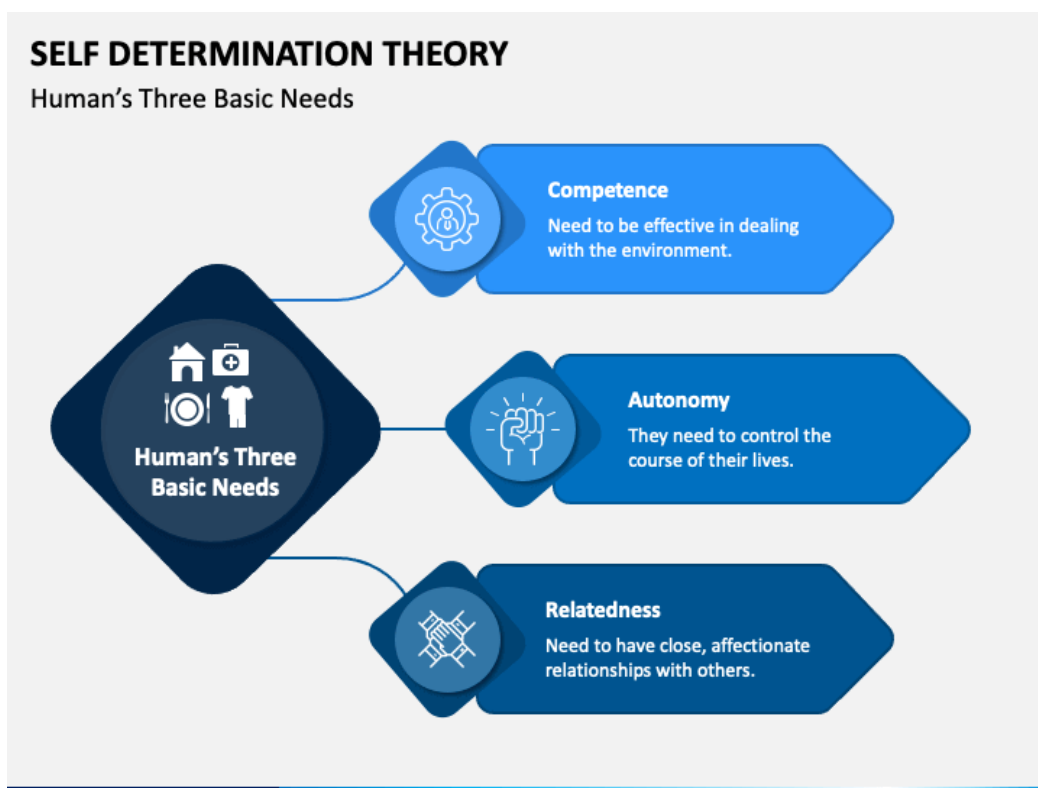 SELF DETERMINATION THEORY
Human’s Three Basic Needs
Competence
Need to be effective in dealing
with the environment.
Human’s Three
Basic Needs
Autonomy
They need to control the
course of their lives.
Relatedness
Need to have close, affectionate
relationships with others.